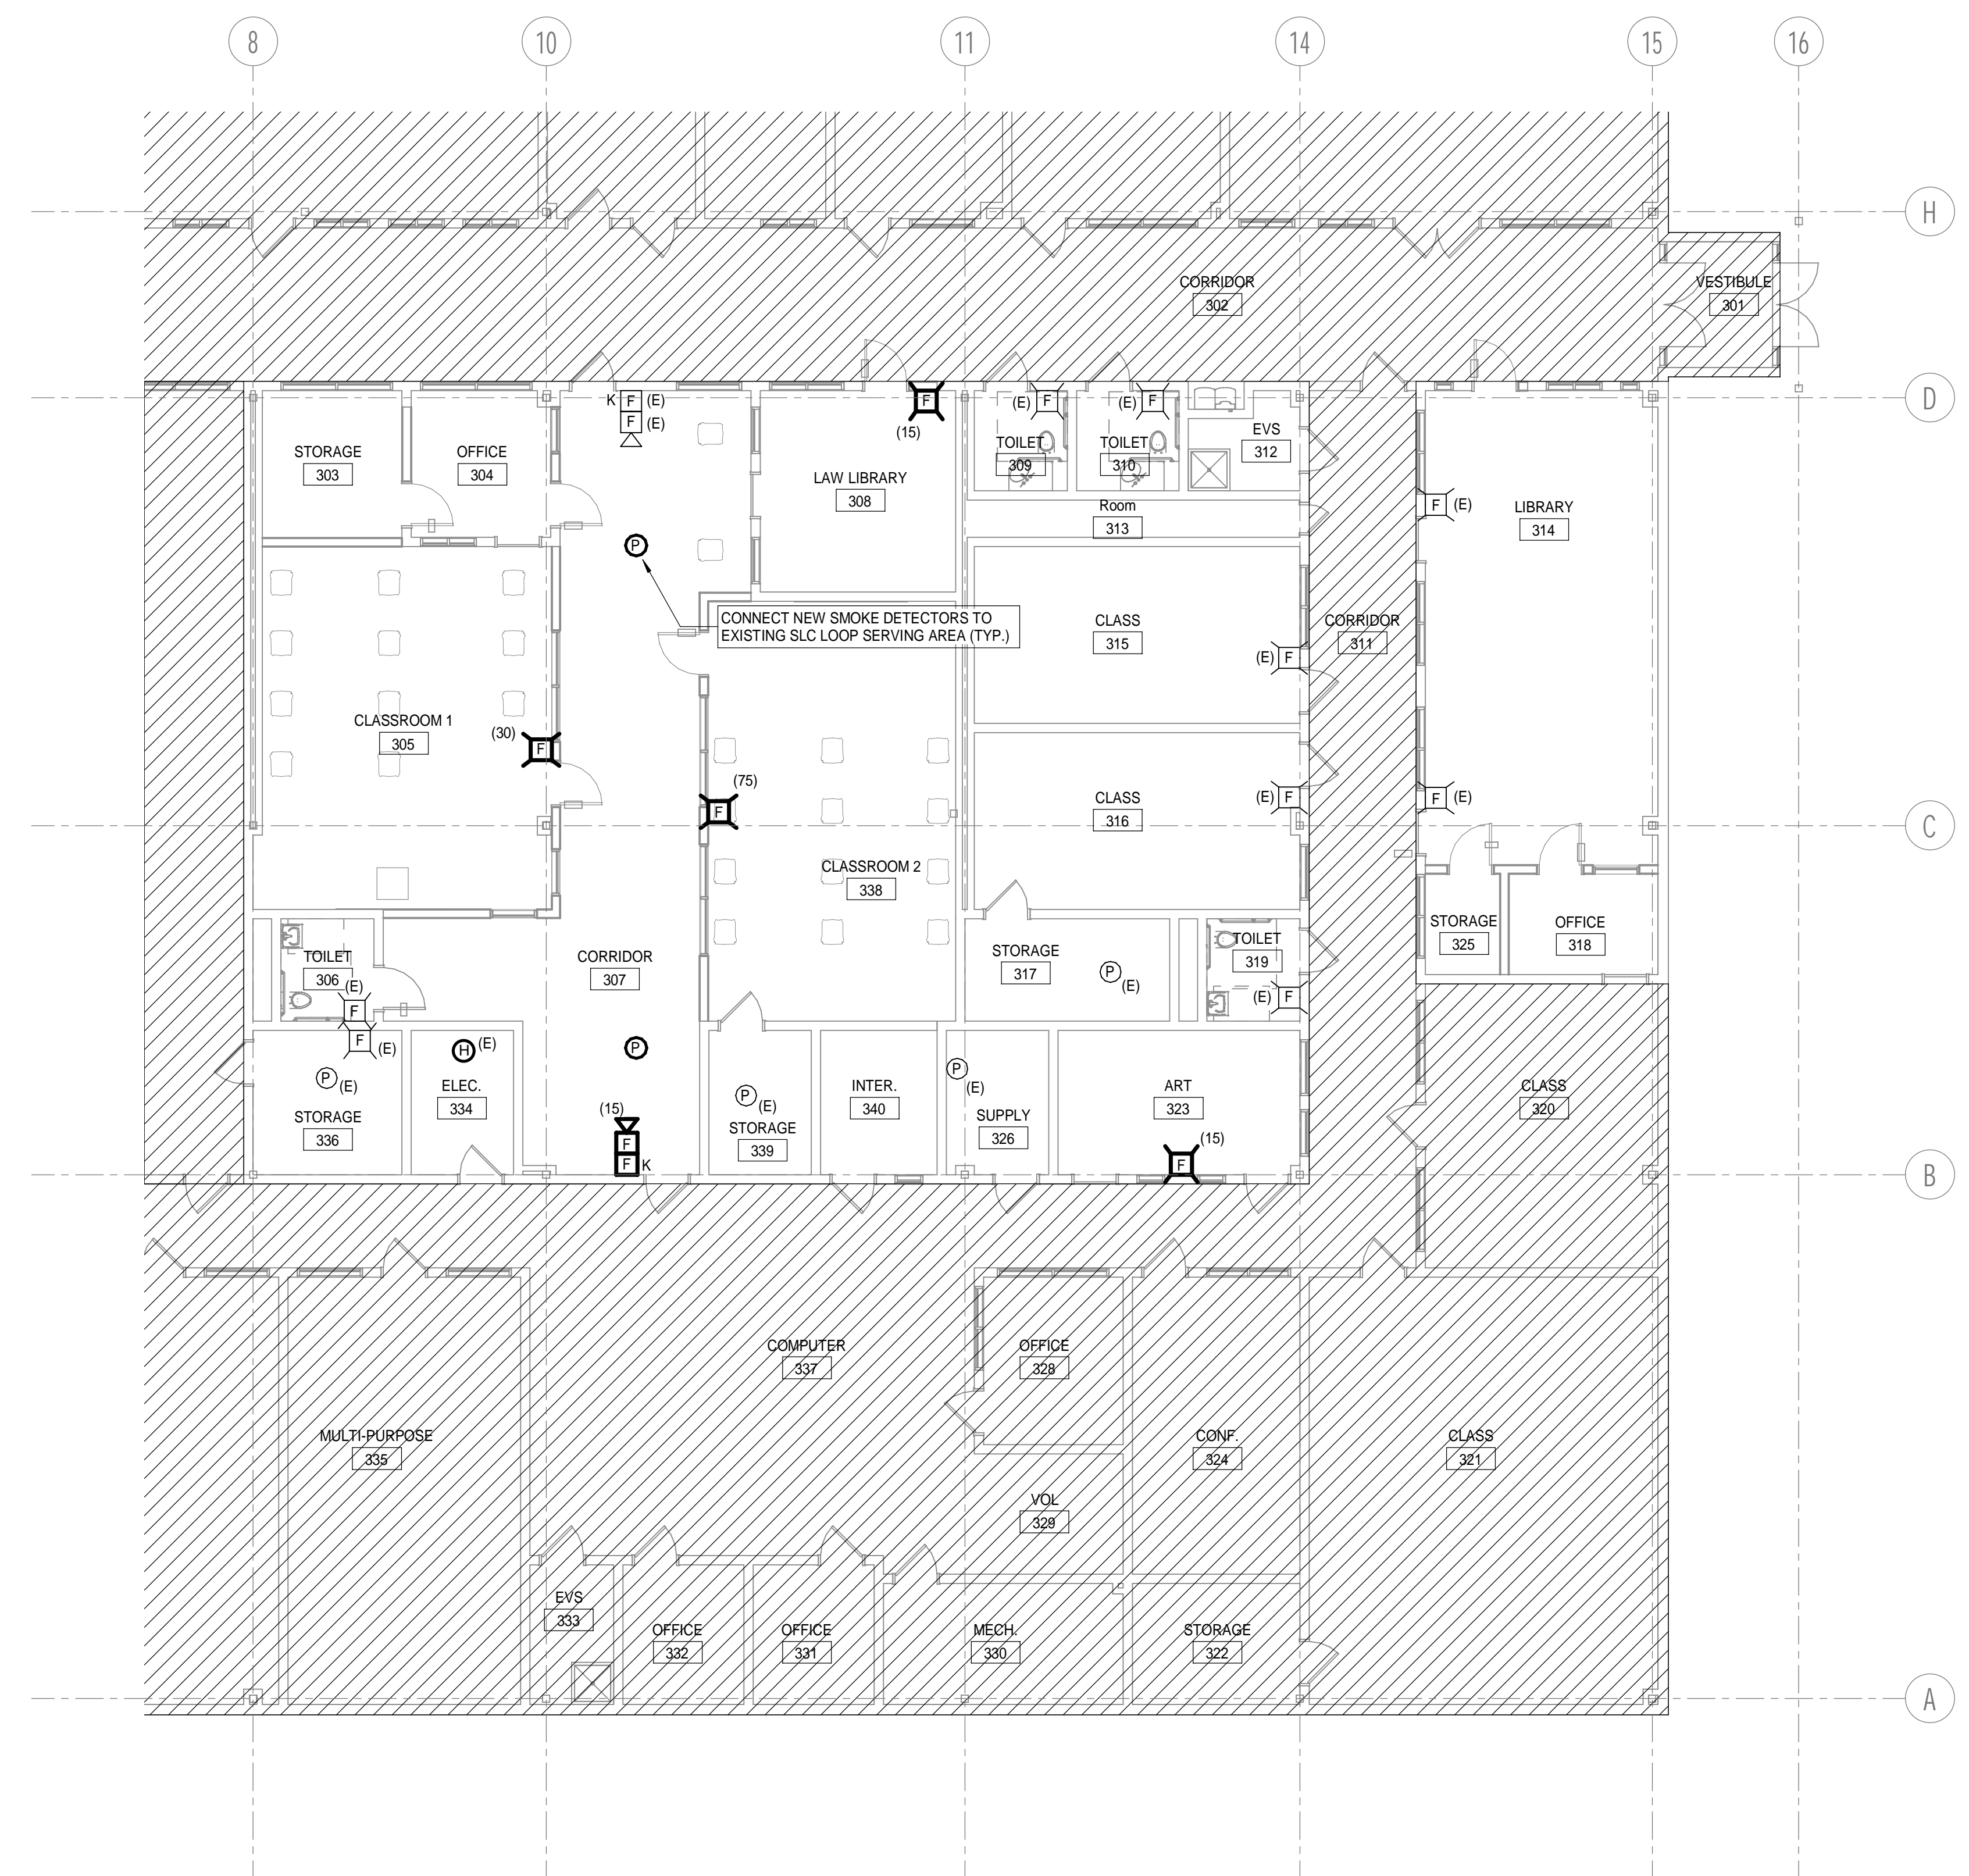 8
10
11
14
15
16
H
CORRIDOR
302
VESTIBULE
301
D
K
F
(E)
F
(E)
F
(15)
(E)
F
(E)
F
STORAGE
303
OFFICE
304
LAW LIBRARY
308
TOILET
309
TOILET
310
EVS
312
Room
313
F
(E)
LIBRARY
314
P
CONNECT NEW SMOKE DETECTORS TO
EXISTING SLC LOOP SERVING AREA (TYP.)
CLASS
315
CORRIDOR
311
(E)
F
CLASSROOM 1
305
(30)
F
(75)
F
CLASS
316
(E)
F
F
(E)
C
CLASSROOM 2
338
TOILET
306
(E)
F
F
(E)
CORRIDOR
307
STORAGE
317
P
(E)
TOILET
319
(E)
F
STORAGE
325
OFFICE
318
P
(E)
STORAGE
336
H
(E)
ELEC.
334
P
(15)
F
F
K
P
(E)
STORAGE
339
INTER.
340
P
(E)
SUPPLY
326
ART
323
(15)
F
CLASS
320
B
COMPUTER
337
OFFICE
328
MULTI-PURPOSE
335
CONF.
324
CLASS
321
VOL
329
EVS
333
OFFICE
332
OFFICE
331
MECH.
330
STORAGE
322
A